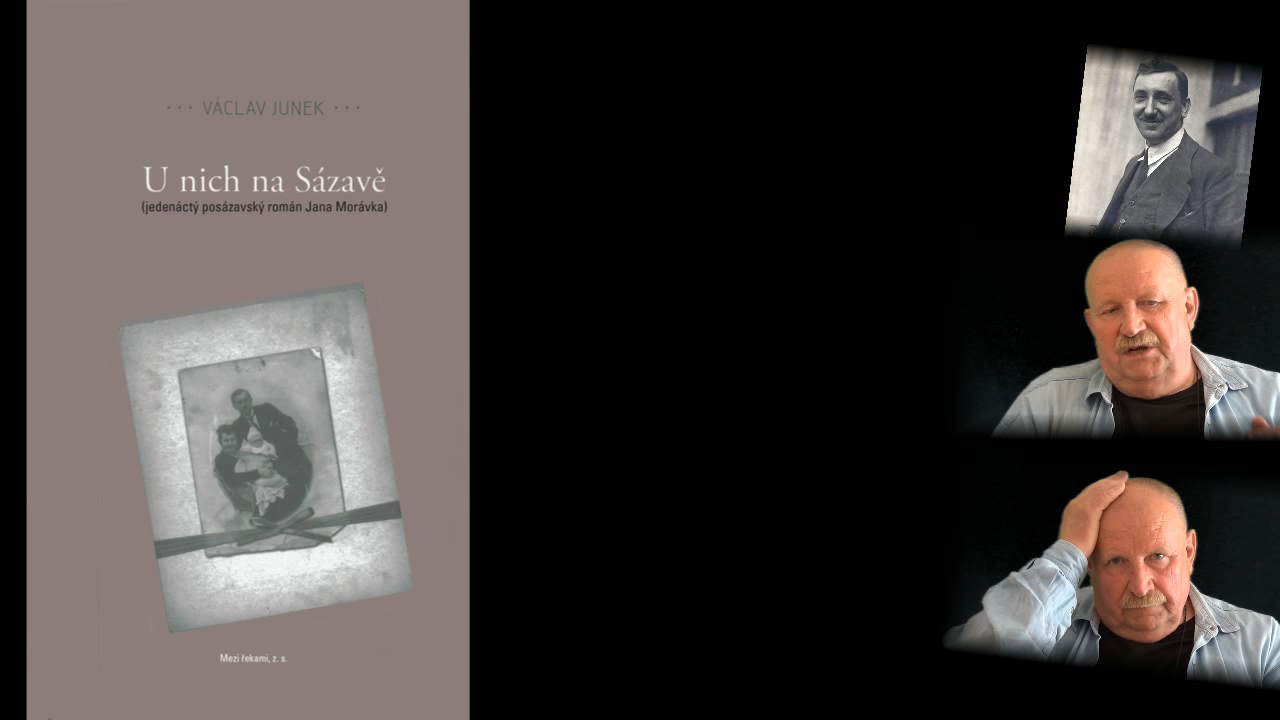 ··· VÁCLAV JUNEK ···
U nich na Sázavě
(jedenáctý posázavský román Jana Morávka)
Mezi řekami, z. s.